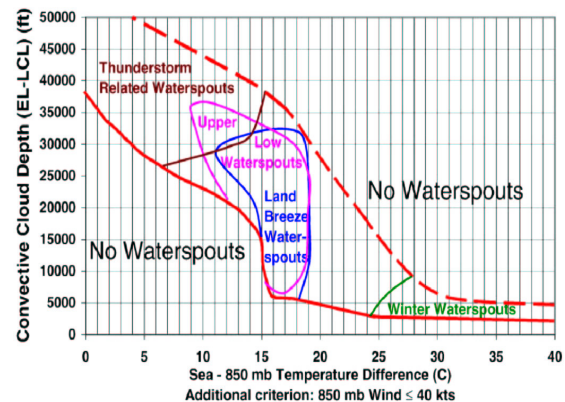 Convective Cloud Depth (EL-LCL) (ft)
50000
45000
40000
35000
30000
25000
20000
15000
10000
5000
0
Thunderstorm
Related Waterspouts
Upper
Low
Waterspouts
Land
Breeze
Water-
spouts
No Waterspouts
No Waterspouts
Winter Waterspouts
0 5 10 15 20 25 30 35 40
Sea - 850 mb Temperature Difference (C)
Additional criterion: 850 mb Wind ≤ 40 kts